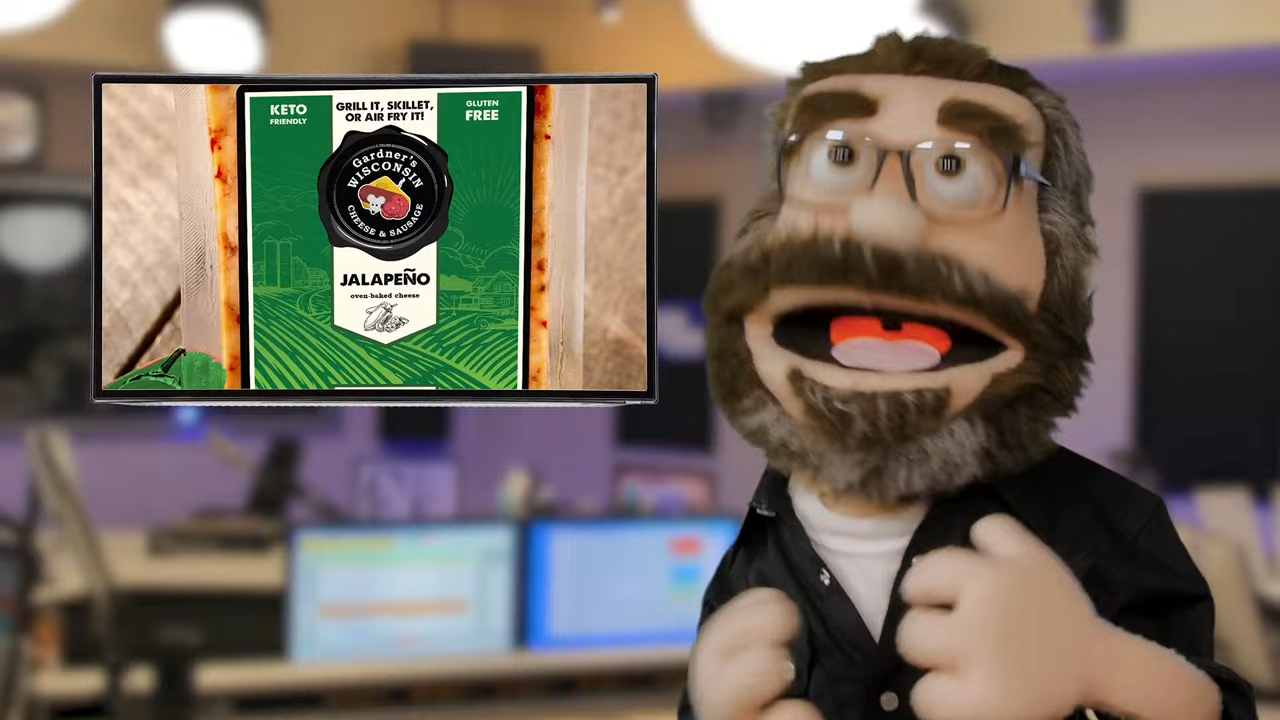 KETO
FRIENDLY
GRILL IT, SKILLET,
OR AIR FRY IT!
GLUTEN
FREE
Gardner's
WISCONSIN
CHEESE & SAUSAGE
JALAPEÑO
oven-baked cheese